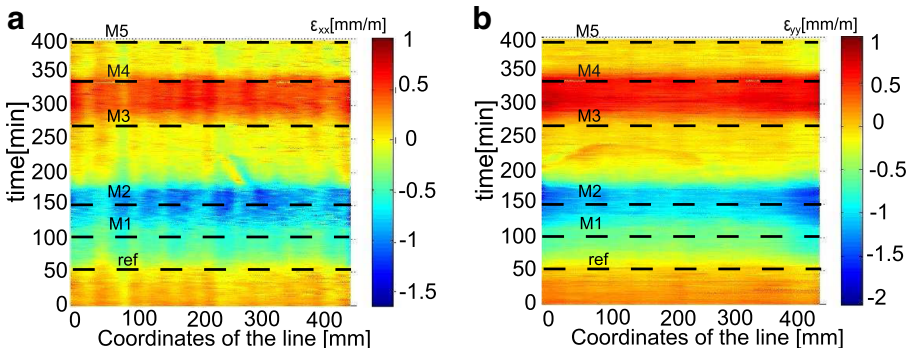 a
M5
ε_xx[mm/m]
400
350
300
250
200
150
100
50
0
time[min]
M4
M3
M2
M1
ref
0
100
200
300
400
Coordinates of the line [mm]
1
0.5
0
-0.5
-1
-1.5
b
M5
ε_yy[mm/m]
400
350
300
250
200
150
100
50
0
time[min]
M4
M3
M2
M1
ref
0
100
200
300
400
Coordinates of the line [mm]
1
0.5
0
-0.5
-1
-1.5
-2